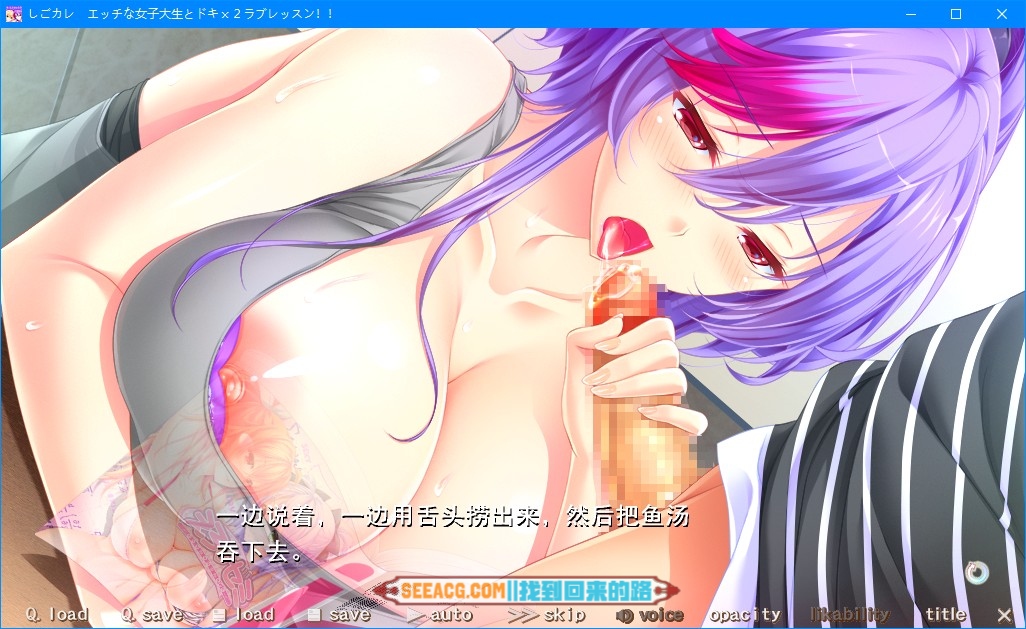 しごカレ　エッチな女子大生とドキｘ２ラブレッスン！！
一边说着，一边用舌头捞出来，然后把鱼汤
吞下去。
SEEACG.COM||找到回来的路
Q. load Q. save load save auto skip voice opacity likability title